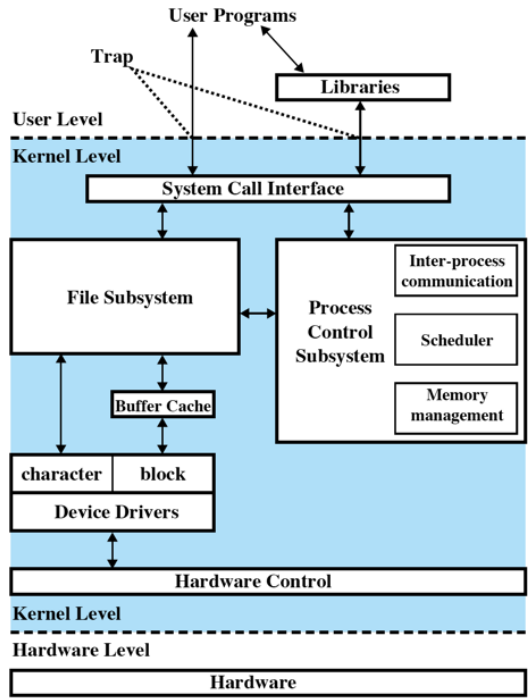 User Programs
Trap
Libraries
User Level
Kernel Level
System Call Interface
File Subsystem
Process
Control
Subsystem
Inter-process
communication
Scheduler
Memory
management
Buffer Cache
character
block
Device Drivers
Hardware Control
Kernel Level
Hardware Level
Hardware